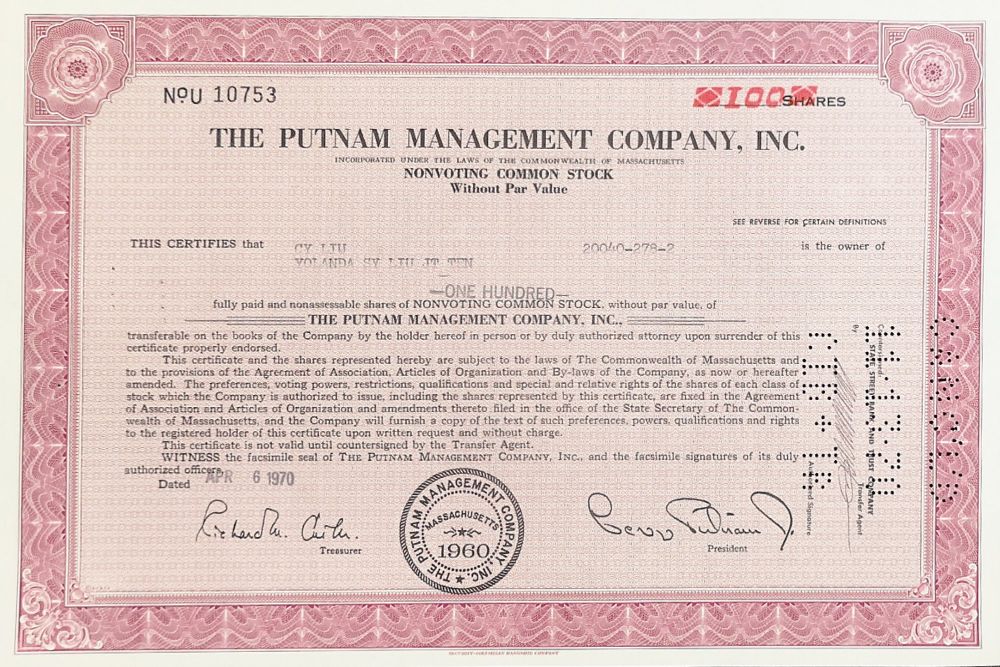 NoU 10753
100 SHARES
THE PUTNAM MANAGEMENT COMPANY, INC.
INCORPORATED UNDER THE LAWS OF THE COMMONWEALTH OF MASSACHUSETTS
NONVOTING COMMON STOCK
Without Par Value
SEE REVERSE FOR CERTAIN DEFINITIONS
THIS CERTIFIES that CY LIU 20040-278-2 is the owner of
YOLANDA SY LIU JT TEN
—ONE HUNDRED—
fully paid and nonassessable shares of NONVOTING COMMON STOCK, without par value, of
THE PUTNAM MANAGEMENT COMPANY, INC.,
transferable on the books of the Company by the holder hereof in person or by duly authorized attorney upon surrender of this
certificate properly endorsed.
This certificate and the shares represented hereby are subject to the laws of The Commonwealth of Massachusetts and
to the provisions of the Agreement of Association, Articles of Organization and By-laws of the Company, as now or hereafter
amended. The preferences, voting powers, restrictions, qualifications and special and relative rights of the shares of each class of
stock which the Company is authorized to issue, including the shares represented by this certificate, are fixed in the Agreement
of Association and Articles of Organization and amendments thereto filed in the office of the State Secretary of The Common-
wealth of Massachusetts, and the Company will furnish a copy of the text of such preferences, powers, qualifications and rights
to the registered holder of this certificate upon written request and without charge.
This certificate is not valid until countersigned by the Transfer Agent.
WITNESS the facsimile seal of THE PUTNAM MANAGEMENT COMPANY, INC., and the facsimile signatures of its duly
authorized officers.
Dated APR 6 1970
Treasurer
THE PUTNAM MANAGEMENT COMPANY, INC.
MASSACHUSETTS
1960
President
Countersigned:
STATE STREET BANK AND TRUST COMPANY
Transfer Agent
By
Authorized Signature